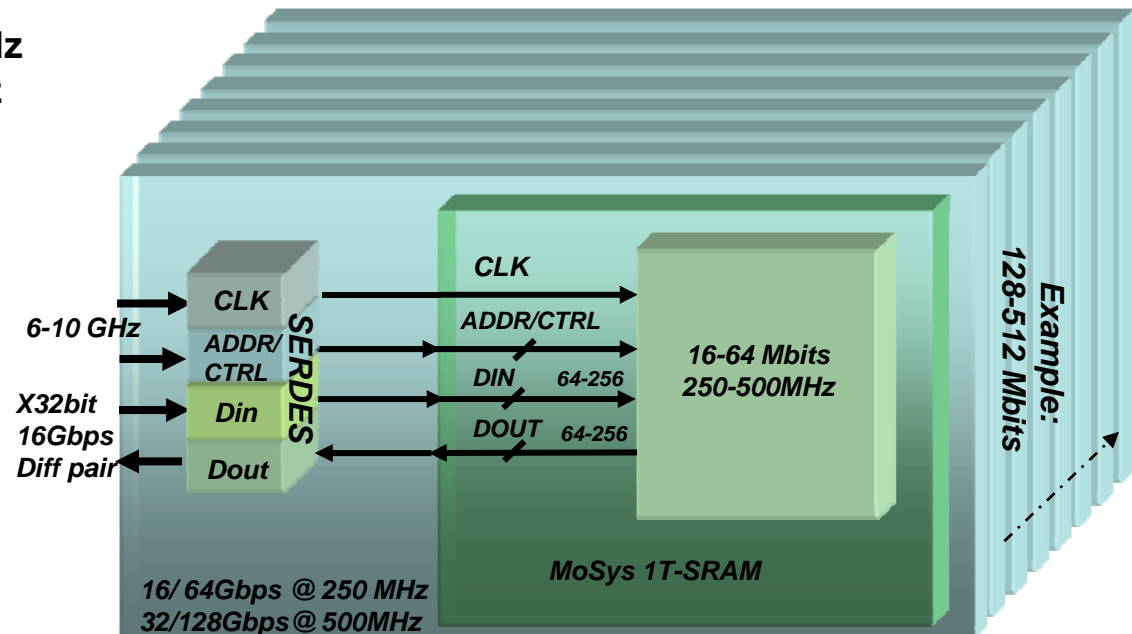 CLK
ADDR/CTRL
DIN 64-256
DOUT 64-256
16-64 Mbits
250-500MHz
MoSys 1T-SRAM
CLK
ADDR/
CTRL
Din
Dout
SERDES
6-10 GHz
X32bit
16Gbps
Diff pair
16/ 64Gbps @ 250 MHz
32/128Gbps@ 500MHz
Example:
128-512 Mbits